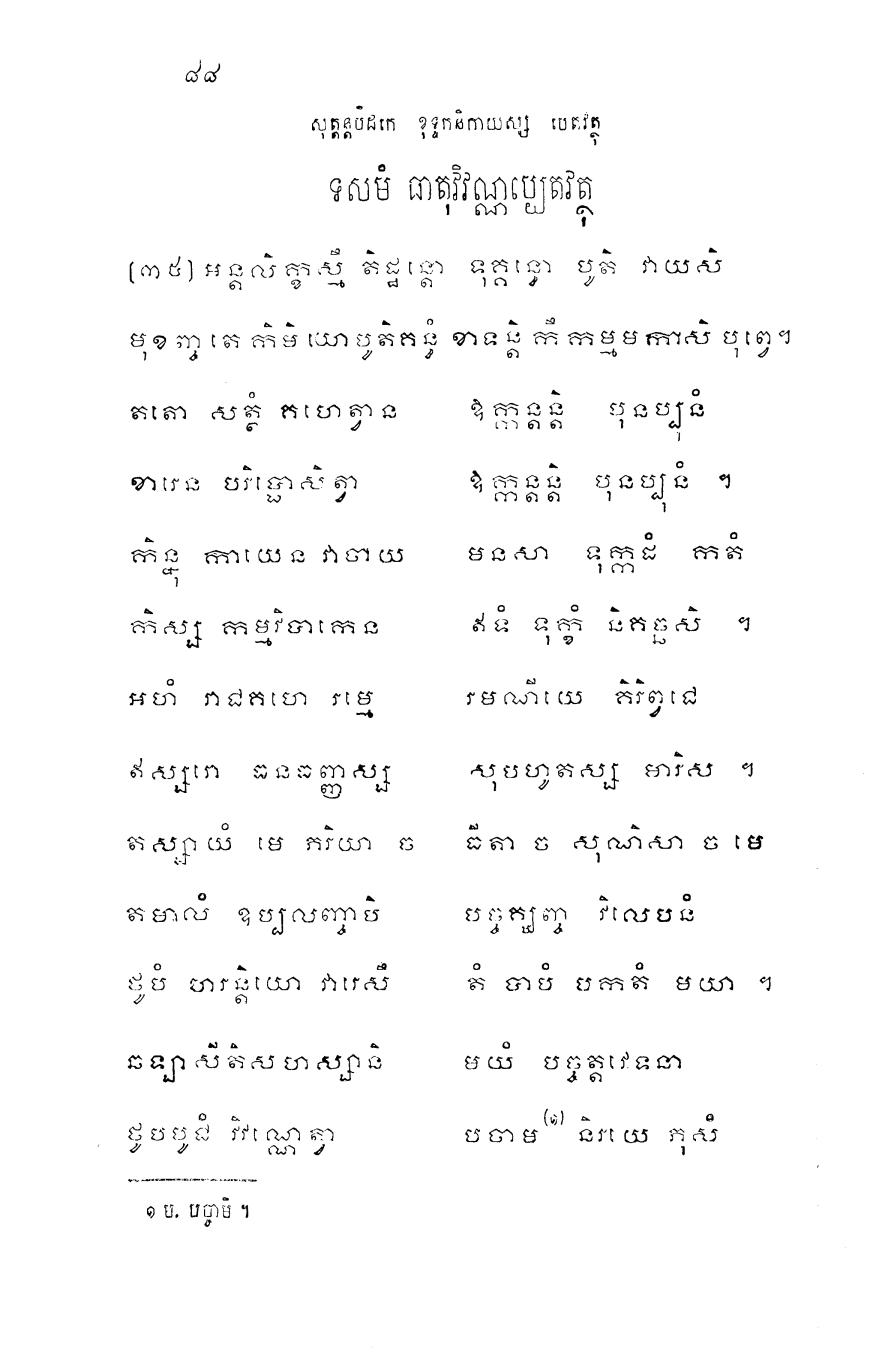 ៨៨
សុត្តន្តបិដកេ ខុទ្ទកនិកាយស្ស បេតវត្ថុ
ទសមំ ធាតុវិវណ្ណប្បេតវត្ថុ
(៣៥) អន្តលិក្ខស្មឹ តិដ្ឋន្តោ ទុគ្គន្ធោ បូតិ វាយសិ
មុខញ្ច តេ កិមិយោ បូតិគន្ធំ ខាទន្តិ កឹ កម្មមកាសិ បុព្វេ។
តតោ សត្ថំ គហេត្វាន ឱក្កន្តន្តិ បុនប្បុនំ
ខារេន បរិប្ផោសិត្វា ឱក្កន្តន្តិ បុនប្បុនំ ។
កិន្នុ កាយេន វាចាយ មនសា ទុក្កដំ កតំ
កិស្ស កម្មវិបាកេន ឥទំ ទុក្ខំ និគច្ឆសិ ។
អហំ រាជគហេ រម្មេ រមណីយេ គិរិព្វជេ
ឥស្សរោ ធនធញ្ញស្ស សុបហូតស្ស មារិស ។
តស្សាយំ មេ ភរិយា ច ធីតា ច សុណិសា ច មេ
តមាលំ ឧប្បលញ្ចាបិ បច្ចគ្ឃញ្ច វិលេបនំ
ថូបំ ហរន្តិយោ វារេសឹ តំ បាបំ បកតំ មយា ។
ឆឡាសីតិសហស្សានិ មយំ បច្ចត្តវេទនា
ថូបបូជំ វិវណ្ណេត្វា បចាម(១) និរយេ ភុសំ
១ ប. បច្ចាមិ ។